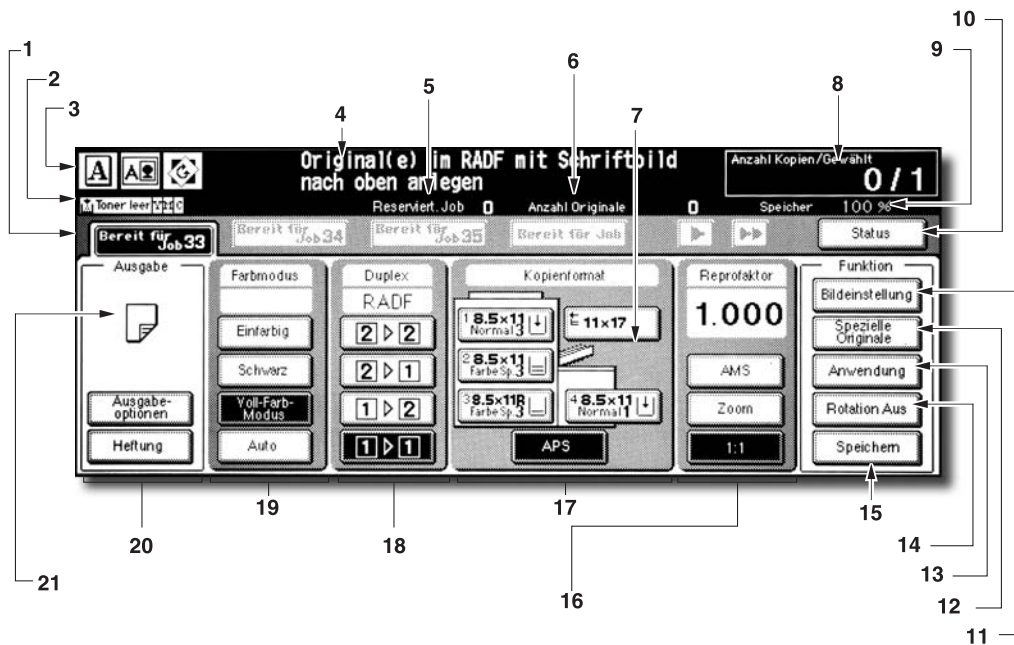 10
1
9
2
6
8
5
3
4
7
A
A
Original(e) im RADF mit Schriftbild
nach oben anlegen
Anzahl Kopien/Gewählt
0 / 1
Toner leer Y M C
Reserviert. Job 0
Anzahl Originale 0
Speicher 100 %
Bereit für Job 33
Bereit für Job 34
Bereit für Job 35
Bereit für Job
Status
Ausgabe
Ausgabe-
optionen
Heftung
Farbmodus
Einfarbig
Schwarz
Voll-Farb-
Modus
Auto
Duplex
RADF
2 ▷ 2
2 ▷ 1
1 ▷ 2
1 ▷ 1
Kopienformat
1 8.5×11
Normal 3
11×17
2 8.5×11
Farbe Sp. 3
3 8.5×11R
Farbe Sp. 3
4 8.5×11
Normal 1
APS
Reprofaktor
1.000
AMS
Zoom
1:1
Funktion
Bildeinstellung
Spezielle
Originale
Anwendung
Rotation Aus
Speichern
20
19
18
17
15
14
21
16
13
12
11